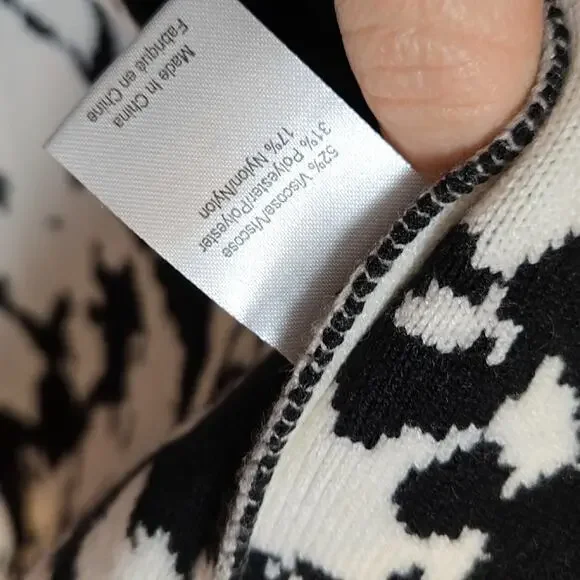 52% Viscose/Viscose
31% Polyester/Polyester
17% Nylon/Nylon
Made In China
Fabriqué en Chine